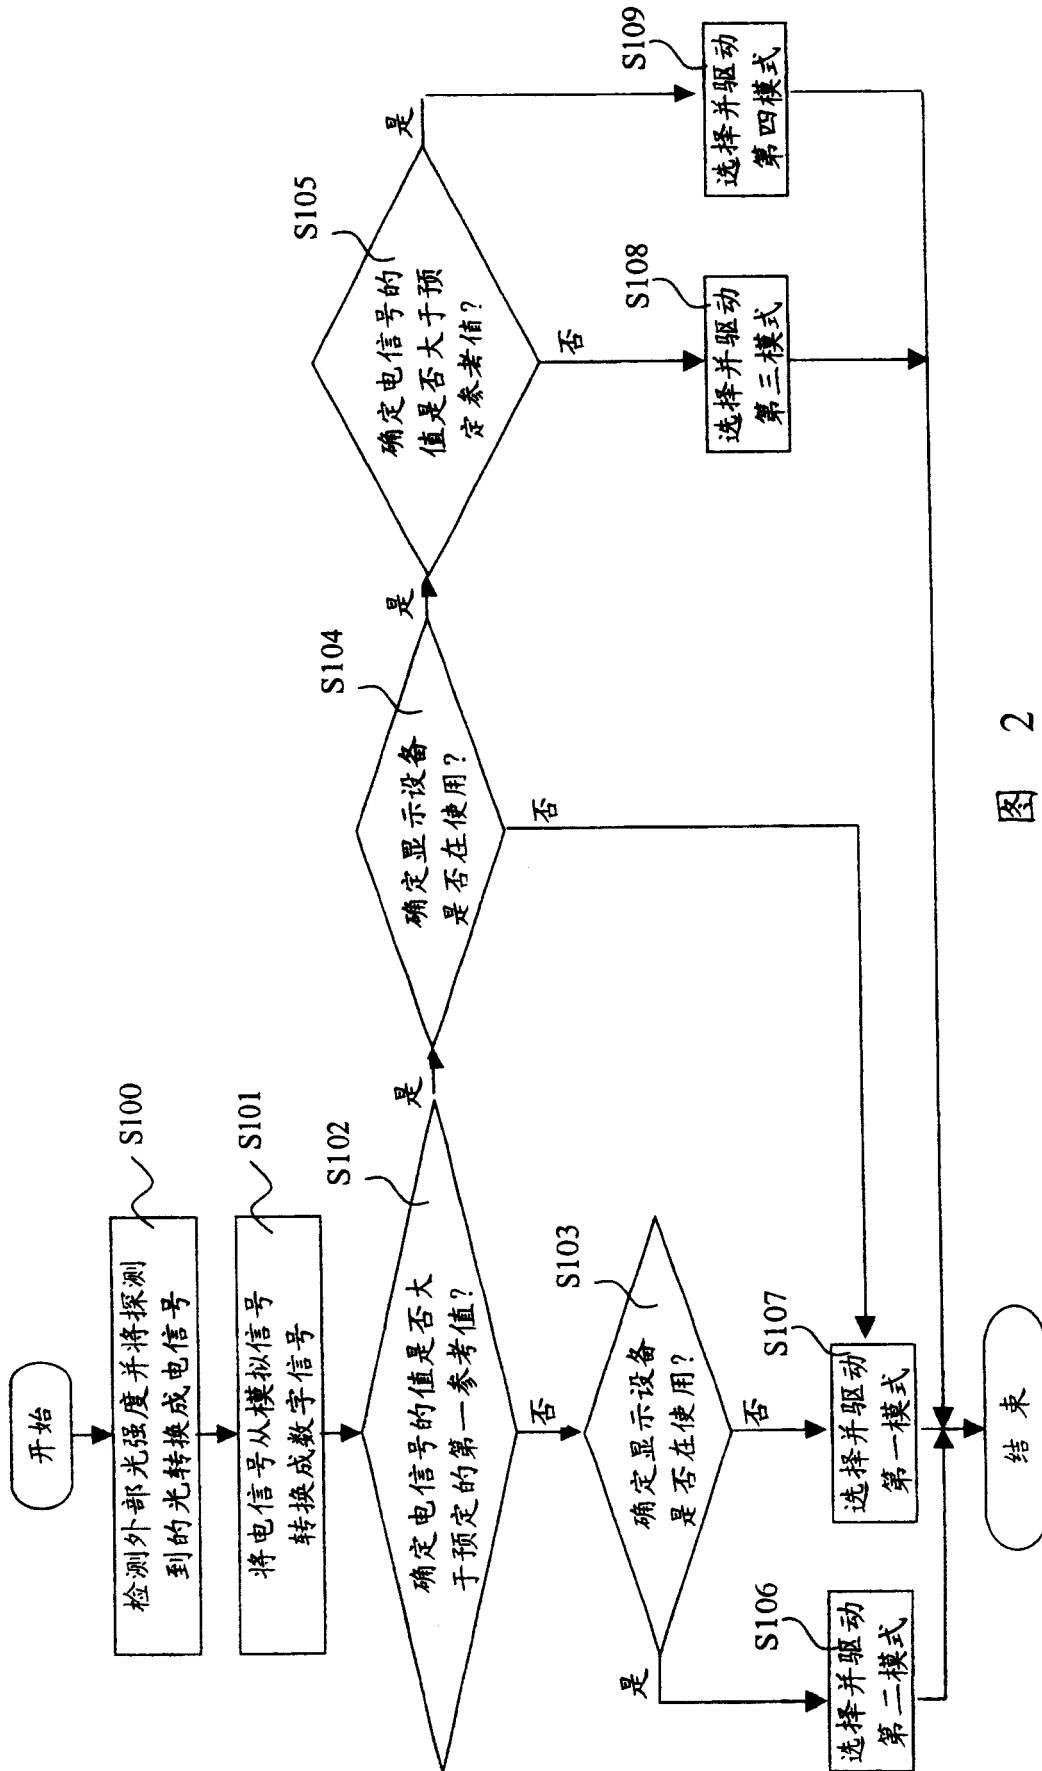 开始
S100
检测外部光强度并将探测
到的光转换成电信号
S101
将电信号从模拟信号
转换成数字信号
S102
确定电信号的值是否大
于预定的第一参考值?
是
否
S104
确定显示设备
是否在使用?
是
否
S105
确定电信号的
值是否大于预
定参考值?
是
否
S103
确定显示设备
是否在使用?
是
否
S106
选择并驱动
第二模式
S107
选择并驱动
第一模式
S108
选择并驱动
第三模式
S109
选择并驱动
第四模式
结束
图 2